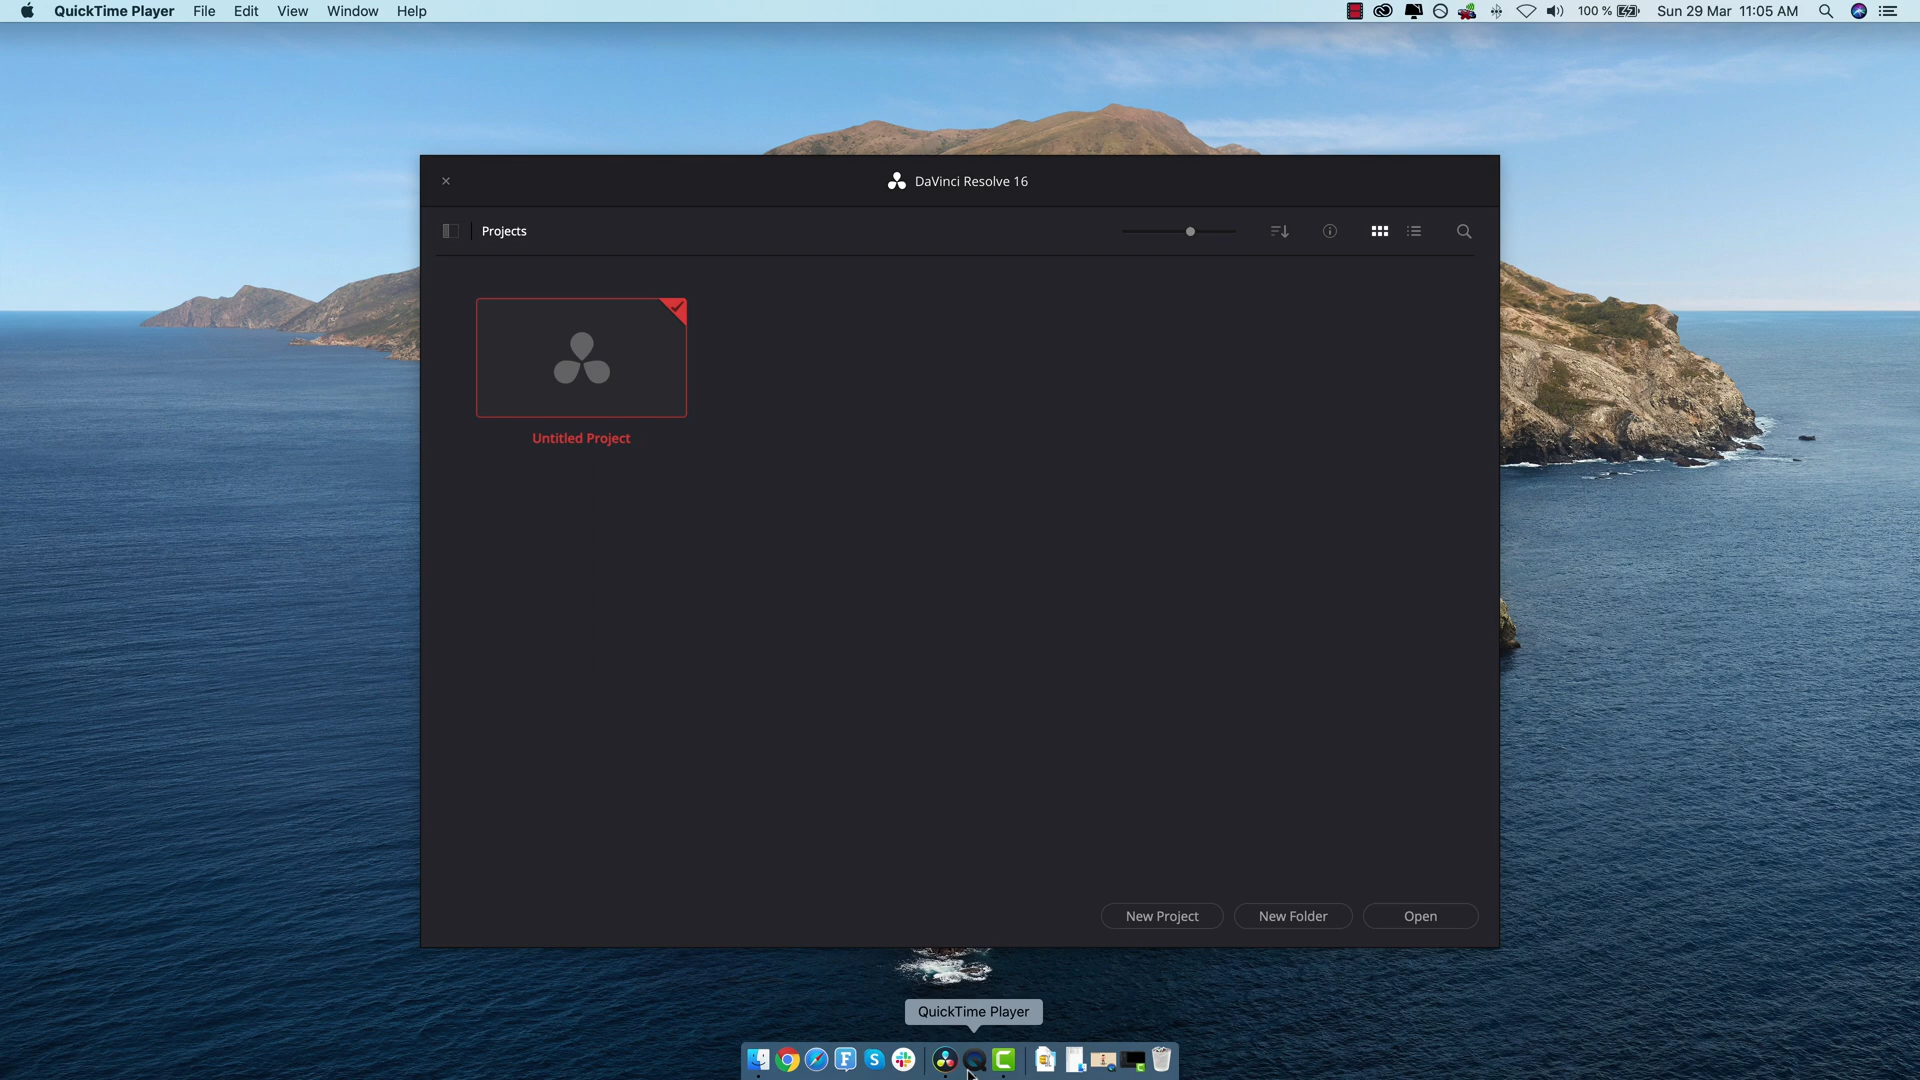 QuickTime Player File Edit View Window Help 100 % Sun 29 Mar 11:05 AM
DaVinci Resolve 16
Projects
Untitled Project
New Project New Folder Open
QuickTime Player